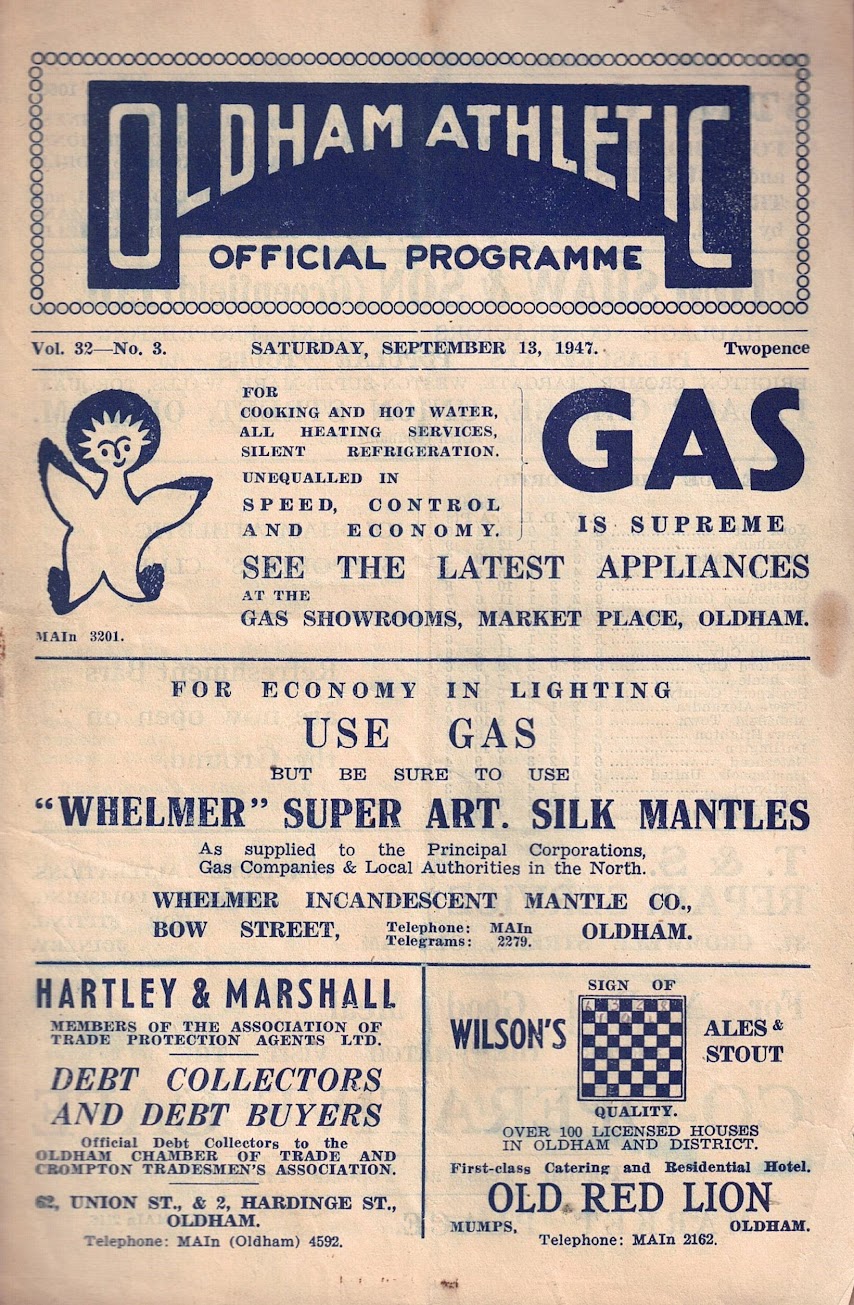 OLDHAM ATHLETIC
OFFICIAL PROGRAMME
Vol. 32—No. 3. SATURDAY, SEPTEMBER 13, 1947. Twopence
FOR
COOKING AND HOT WATER,
ALL HEATING SERVICES,
SILENT REFRIGERATION.
UNEQUALLED IN
SPEED, CONTROL
AND ECONOMY.
GAS
IS SUPREME
SEE THE LATEST APPLIANCES
AT THE
GAS SHOWROOMS, MARKET PLACE, OLDHAM.
MAIn 3201.
FOR ECONOMY IN LIGHTING
USE GAS
BUT BE SURE TO USE
“WHELMER” SUPER ART. SILK MANTLES
As supplied to the Principal Corporations,
Gas Companies & Local Authorities in the North.
WHELMER INCANDESCENT MANTLE CO.,
BOW STREET, Telephone: MAIn
Telegrams: 2279. OLDHAM.
HARTLEY & MARSHALL
MEMBERS OF THE ASSOCIATION OF
TRADE PROTECTION AGENTS LTD.
DEBT COLLECTORS
AND DEBT BUYERS
Official Debt Collectors to the
OLDHAM CHAMBER OF TRADE AND
CROMPTON TRADESMEN'S ASSOCIATION.
62, UNION ST., & 2, HARDINGE ST.,
OLDHAM.
Telephone: MAIn (Oldham) 4592.
SIGN OF
WILSON'S
ALES &
STOUT
QUALITY.
OVER 100 LICENSED HOUSES
IN OLDHAM AND DISTRICT.
First-class Catering and Residential Hotel.
OLD RED LION
MUMPS, OLDHAM.
Telephone: MAIn 2162.